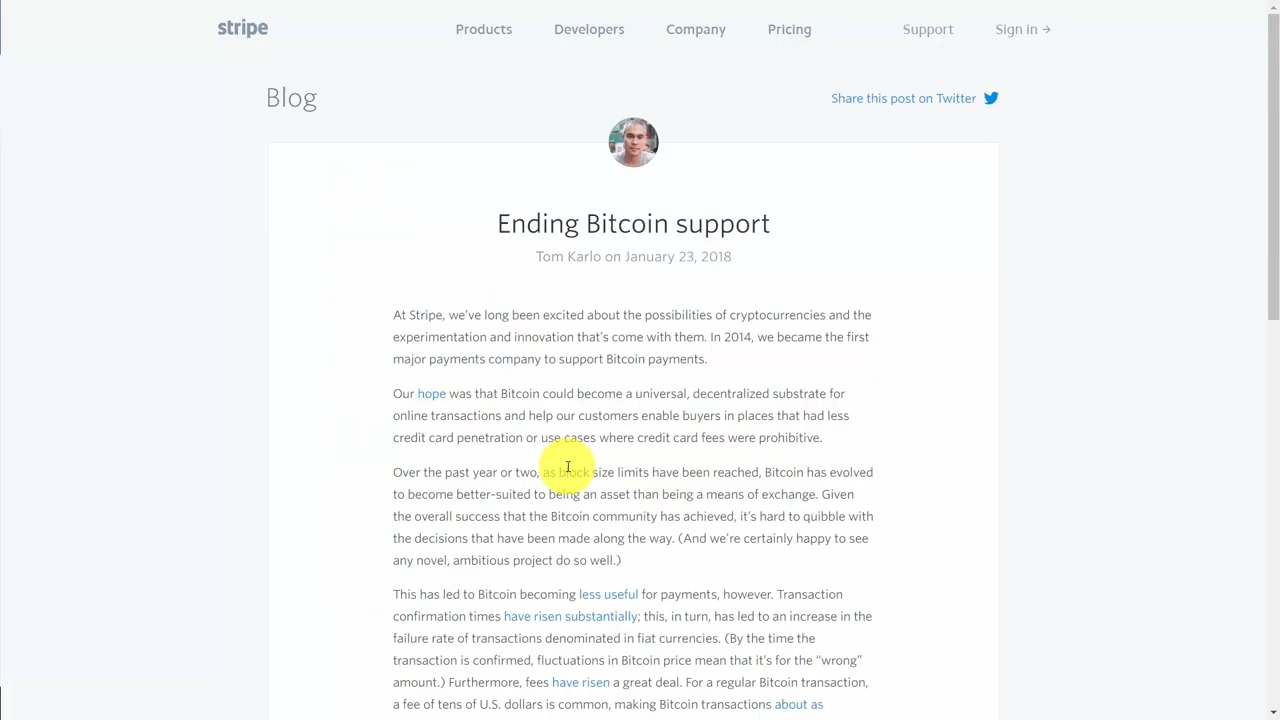 stripe
Products Developers Company Pricing Support Sign in →
Blog
Share this post on Twitter
Ending Bitcoin support
Tom Karlo on January 23, 2018
At Stripe, we’ve long been excited about the possibilities of cryptocurrencies and the
experimentation and innovation that’s come with them. In 2014, we became the first
major payments company to support Bitcoin payments.
Our hope was that Bitcoin could become a universal, decentralized substrate for
online transactions and help our customers enable buyers in places that had less
credit card penetration or use cases where credit card fees were prohibitive.
Over the past year or two, as block size limits have been reached, Bitcoin has evolved
to become better-suited to being an asset than being a means of exchange. Given
the overall success that the Bitcoin community has achieved, it’s hard to quibble with
the decisions that have been made along the way. (And we’re certainly happy to see
any novel, ambitious project do so well.)
This has led to Bitcoin becoming less useful for payments, however. Transaction
confirmation times have risen substantially; this, in turn, has led to an increase in the
failure rate of transactions denominated in fiat currencies. (By the time the
transaction is confirmed, fluctuations in Bitcoin price mean that it’s for the “wrong”
amount.) Furthermore, fees have risen a great deal. For a regular Bitcoin transaction,
a fee of tens of U.S. dollars is common, making Bitcoin transactions about as